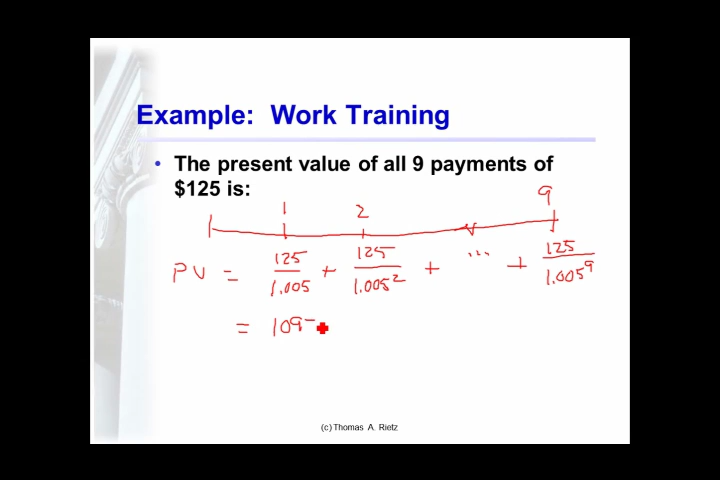 Example: Work Training
• The present value of all 9 payments of
$125 is:
1 2 9
PV = 125/1.005 + 125/1.005² + ... + 125/1.005⁹
= 109
(c) Thomas A. Rietz